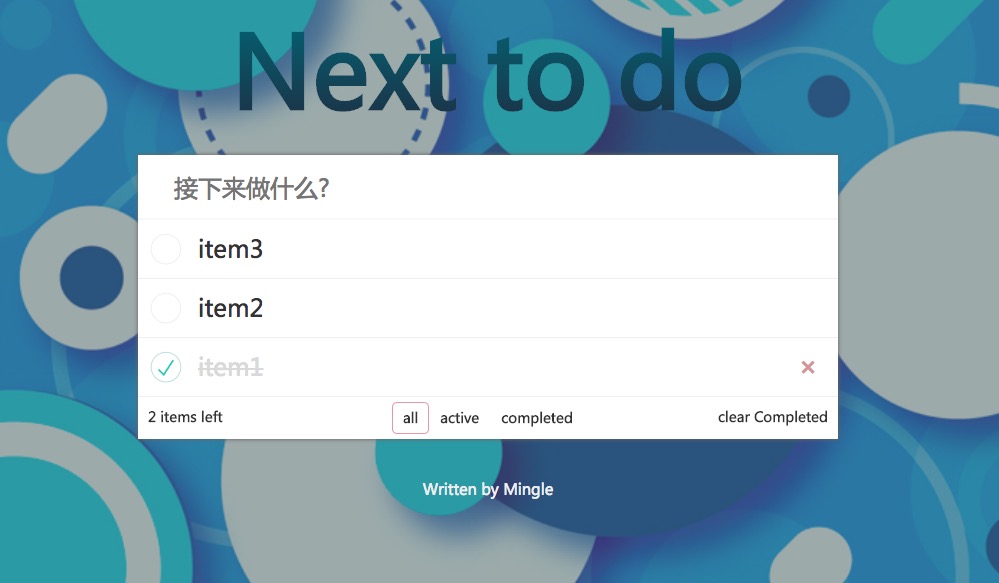 Next to do
接下来做什么?
item3
item2
item1
2 items left all active completed clear Completed
Written by Mingle